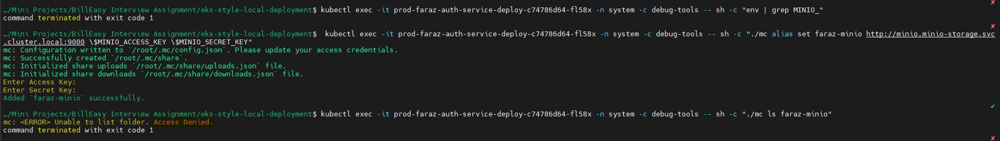 …/Mini Projects/BillEasy Interview Assignment/eks-style-local-deployment$ kubectl exec -it prod-faraz-auth-service-deploy-c74786d64-fl58x -n system -c debug-tools -- sh -c "env | grep MINIO_" ✘
command terminated with exit code 1
✘
…/Mini Projects/BillEasy Interview Assignment/eks-style-local-deployment$  kubectl exec -it prod-faraz-auth-service-deploy-c74786d64-fl58x -n system -c debug-tools -- sh -c "./mc alias set faraz-minio http://minio.minio-storage.svc
.cluster.local:9000 \$MINIO_ACCESS_KEY \$MINIO_SECRET_KEY"
mc: Configuration written to `/root/.mc/config.json`. Please update your access credentials.
mc: Successfully created `/root/.mc/share`.
mc: Initialized share uploads `/root/.mc/share/uploads.json` file.
mc: Initialized share downloads `/root/.mc/share/downloads.json` file.
Enter Access Key:
Enter Secret Key:
Added `faraz-minio` successfully.
✔
…/Mini Projects/BillEasy Interview Assignment/eks-style-local-deployment$ kubectl exec -it prod-faraz-auth-service-deploy-c74786d64-fl58x -n system -c debug-tools -- sh -c "./mc ls faraz-minio"
mc: <ERROR> Unable to list folder. Access Denied.
command terminated with exit code 1
✘